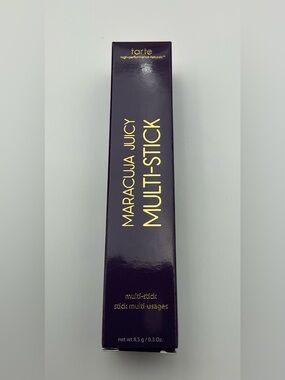 tarte
high-performance naturals™
MARACUJA JUICY
MULTI-STICK
multi-stick
stick multi-usages
net wt 8.5 g / 0.3 Oz.